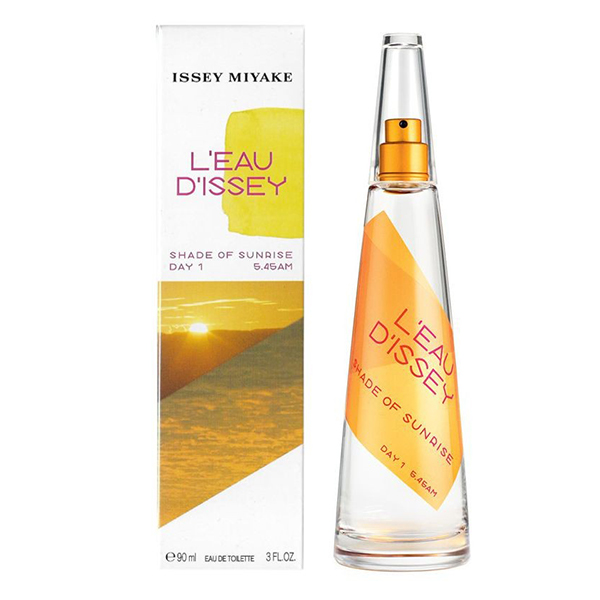 ISSEY MIYAKE
L'EAU
D'ISSEY
SHADE OF SUNRISE
DAY 1 5.45AM
℮ 90 ml EAU DE TOILETTE 3 FL.OZ.
L'EAU
D'ISSEY
SHADE OF SUNRISE
DAY 1 5.45AM